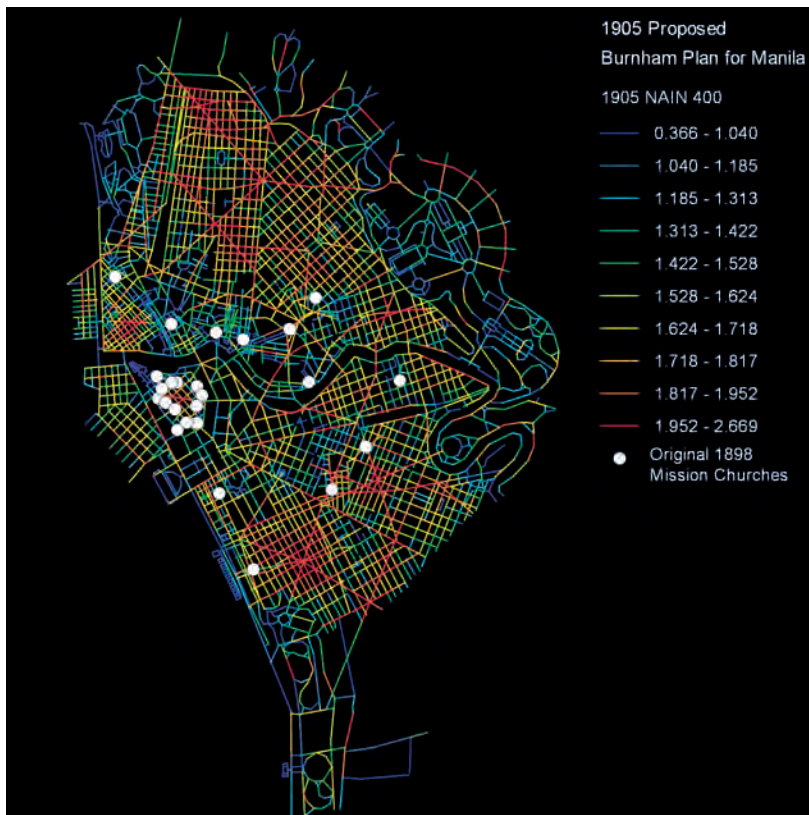 1905 Proposed
Burnham Plan for Manila
1905 NAIN 400
0.366 - 1.040
1.040 - 1.185
1.185 - 1.313
1.313 - 1.422
1.422 - 1.528
1.528 - 1.624
1.624 - 1.718
1.718 - 1.817
1.817 - 1.952
1.952 - 2.669
Original 1898
Mission Churches